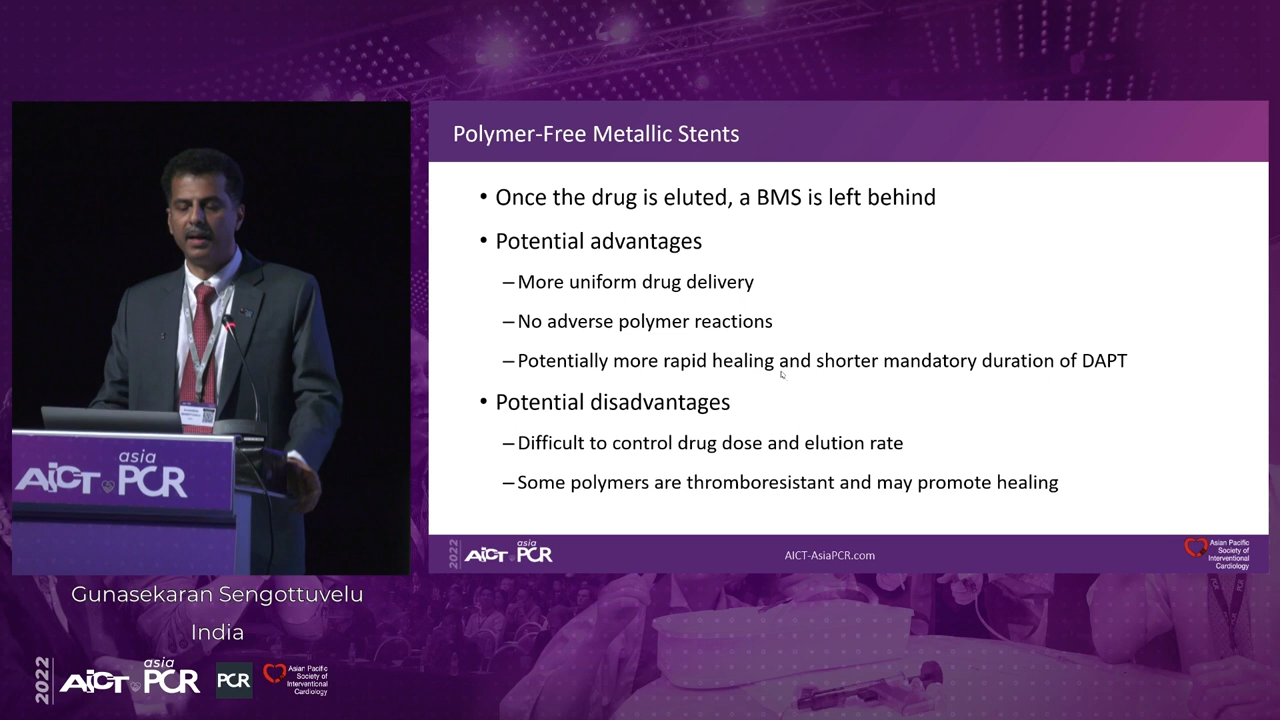 Polymer-Free Metallic Stents
• Once the drug is eluted, a BMS is left behind
• Potential advantages
– More uniform drug delivery
– No adverse polymer reactions
– Potentially more rapid healing and shorter mandatory duration of DAPT
• Potential disadvantages
– Difficult to control drug dose and elution rate
– Some polymers are thromboresistant and may promote healing
2022 AICT asia PCR
AICT-AsiaPCR.com
Asian Pacific
Society of
Interventional
Cardiology
asia
AICT PCR
Gunasekaran Sengottuvelu
India
2022 AICT asia PCR
PCR
Asian Pacific
Society of
Interventional
Cardiology